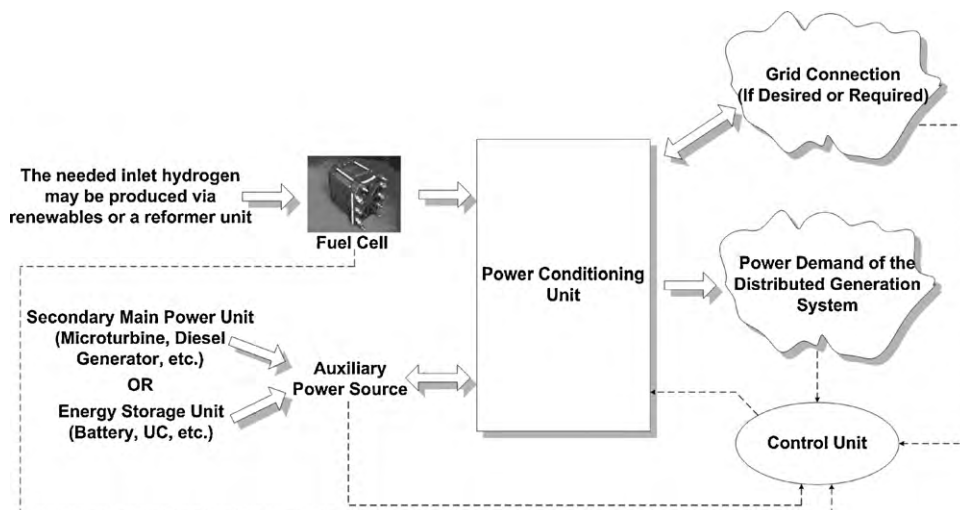 Grid Connection
(If Desired or Required)
The needed inlet hydrogen
may be produced via
renewables or a reformer unit
Fuel Cell
Power Conditioning
Unit
Power Demand of the
Distributed Generation
System
Secondary Main Power Unit
(Microturbine, Diesel
Generator, etc.)
OR
Energy Storage Unit
(Battery, UC, etc.)
Auxiliary
Power Source
Control Unit